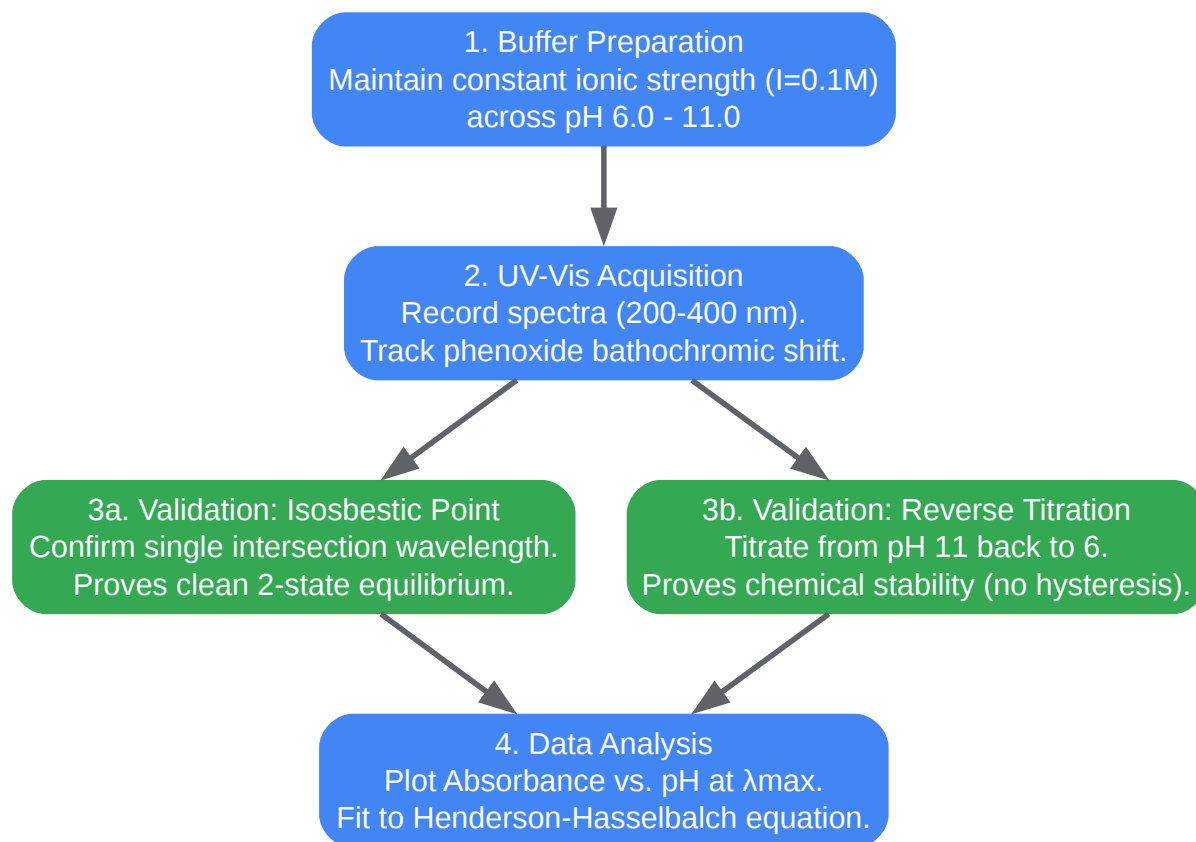 1. Buffer Preparation
Maintain constant ionic strength (I=0.1M)
across pH 6.0 - 11.0
2. UV-Vis Acquisition
Record spectra (200-400 nm).
Track phenoxide bathochromic shift.
3a. Validation: Isosbestic Point
Confirm single intersection wavelength.
Proves clean 2-state equilibrium.
3b. Validation: Reverse Titration
Titrate from pH 11 back to 6.
Proves chemical stability (no hysteresis).
4. Data Analysis
Plot Absorbance vs. pH at λmax.
Fit to Henderson-Hasselbalch equation.